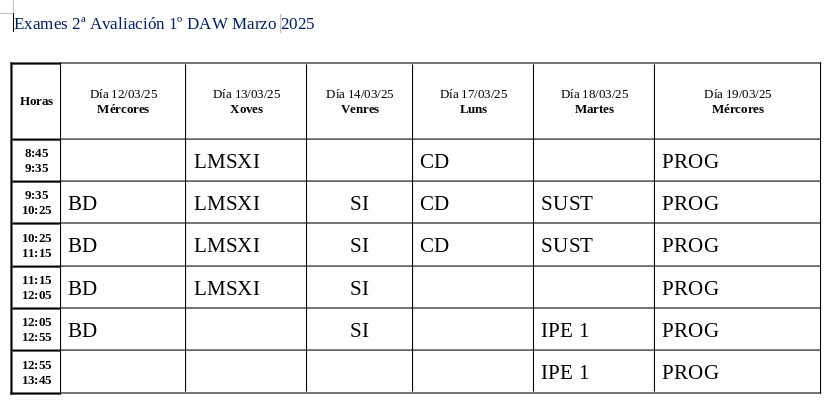 Exames 2ª Avaliación 1º DAW Marzo 2025
Horas Día 12/03/25 Día 13/03/25 Día 14/03/25 Día 17/03/25 Día 18/03/25 Día 19/03/25
Mércores Xoves Venres Luns Martes Mércores
8:45
9:35 LMSXI CD PROG
9:35
10:25 BD LMSXI SI CD SUST PROG
10:25
11:15 BD LMSXI SI CD SUST PROG
11:15
12:05 BD LMSXI SI PROG
12:05
12:55 BD SI IPE 1 PROG
12:55
13:45 IPE 1 PROG